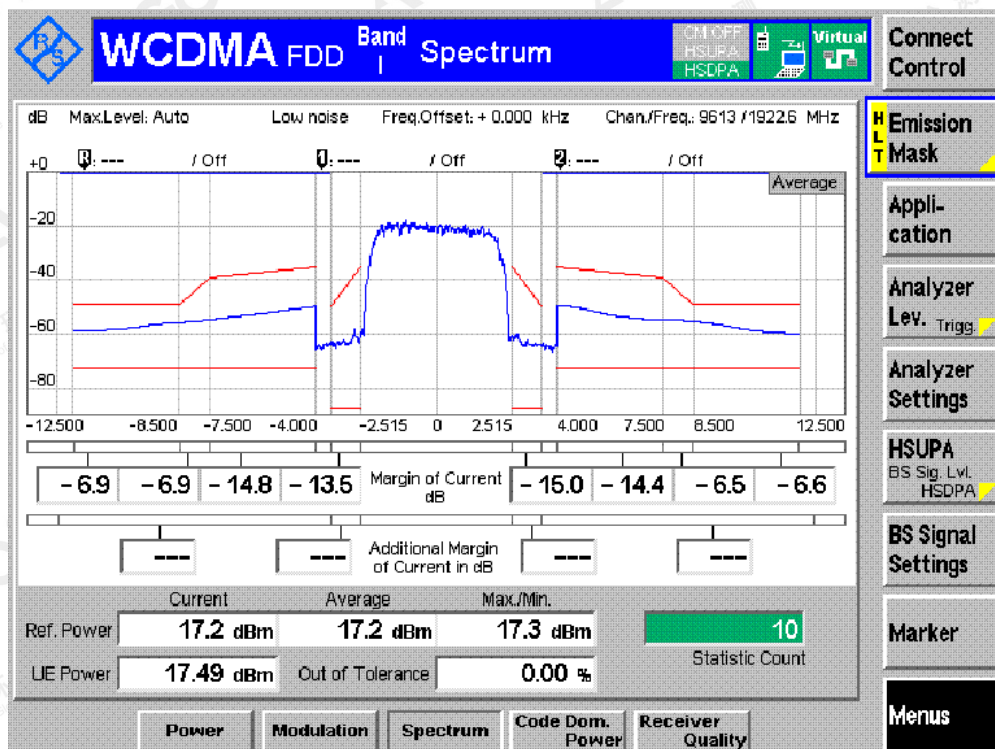 R&S WCDMA FDD Band I Spectrum
CM OFF
HSUPA
HSDPA
Virtual
Connect Control
dB Max.Level: Auto Low noise Freq.Offset: + 0.000 kHz Chan./Freq.: 9613 / 1922.6 MHz
R: --- / Off 1: --- / Off 2: --- / Off
HLT Emission Mask
Average
+0
-20
-40
-60
-80
-12.500 -8.500 -7.500 -4.000 -2.515 0 2.515 4.000 7.500 8.500 12.500
Appli-
cation
Analyzer
Lev. Trigg.
Analyzer
Settings
HSUPA
BS Sig. Lvl.
HSDPA
BS Signal
Settings
Marker
Menus
- 6.9 - 6.9 - 14.8 - 13.5 Margin of Current dB - 15.0 - 14.4 - 6.5 - 6.6
--- --- Additional Margin of Current in dB --- ---
Current Average Max./Min.
Ref. Power 17.2 dBm 17.2 dBm 17.3 dBm 10
Statistic Count
UE Power 17.49 dBm Out of Tolerance 0.00 %
Power Modulation Spectrum Code Dom. Power Receiver Quality